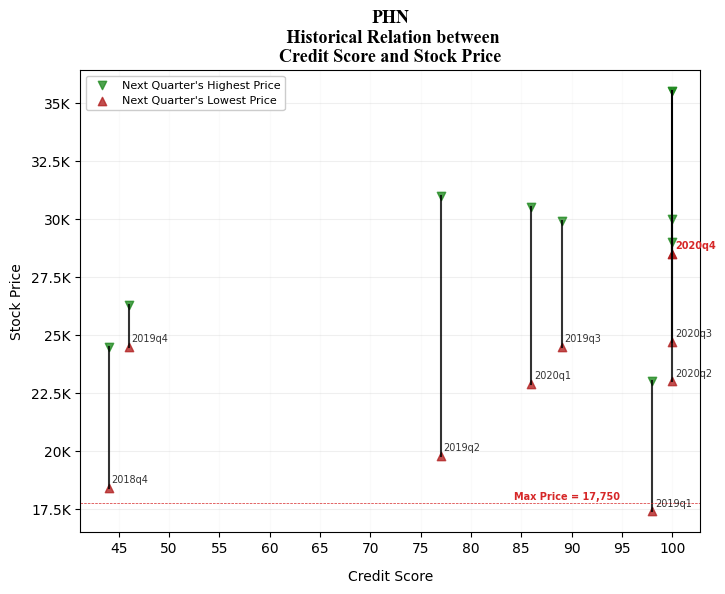 PHN
Historical Relation between
Credit Score and Stock Price
Next Quarter's Highest Price
Next Quarter's Lowest Price
35K
32.5K
30K
27.5K
25K
22.5K
20K
17.5K
Stock Price
2020q4
2020q3
2019q4
2019q3
2020q2
2020q1
2019q2
2018q4
Max Price = 17,750
2019q1
45
50
55
60
65
70
75
80
85
90
95
100
Credit Score